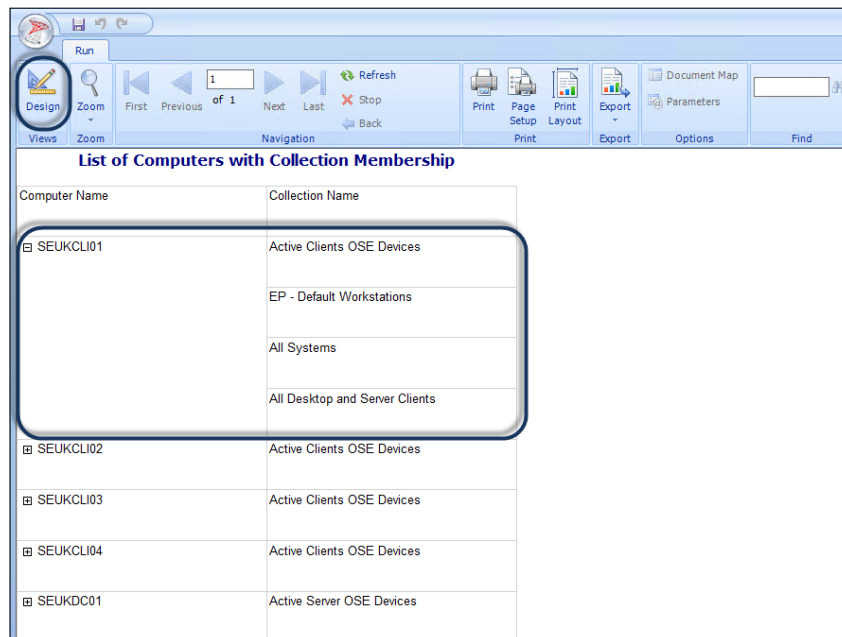 Run
1
Refresh
Design
Zoom
First
Previous
of 1
Next
Last
Stop
Back
Print
Page Setup
Print Layout
Export
Document Map
Parameters
Views
Zoom
Navigation
Print
Export
Options
Find
List of Computers with Collection Membership
Computer Name
Collection Name
SEUKCLI01
Active Clients OSE Devices
EP - Default Workstations
All Systems
All Desktop and Server Clients
SEUKCLI02
Active Clients OSE Devices
SEUKCLI03
Active Clients OSE Devices
SEUKCLI04
Active Clients OSE Devices
SEUKDC01
Active Server OSE Devices